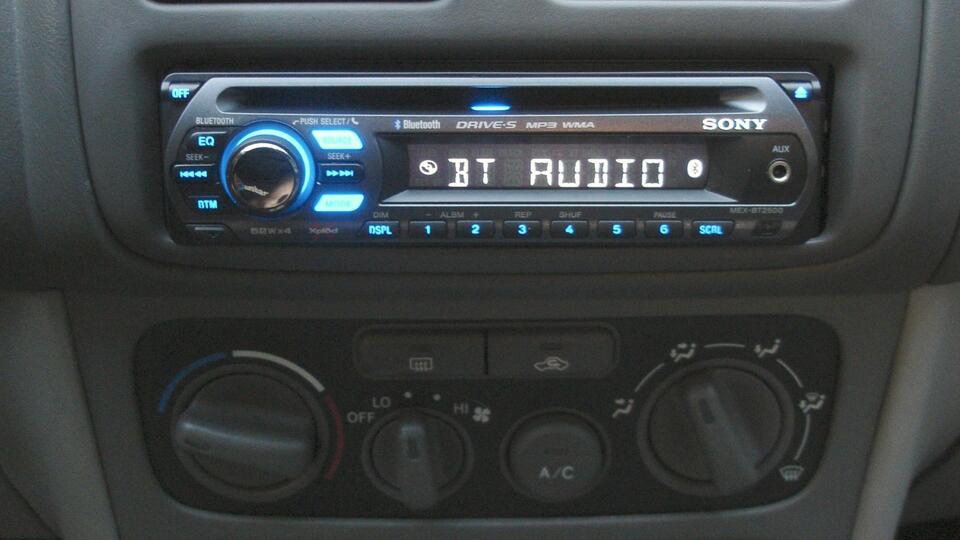 OFF
BLUETOOTH
PUSH SELECT/
Bluetooth DRIVE-S MP3 WMA
SONY
EQ
SOURCE
SEEK-
SEEK+
AUX
BT AUDIO
BTM
MODE
MEX-BT2500
DIM - ALBM + REP SHUF PAUSE
52W×4 Xplōd
DSPL 1 2 3 4 5 6 SCRL
LO
HI
OFF
A/C